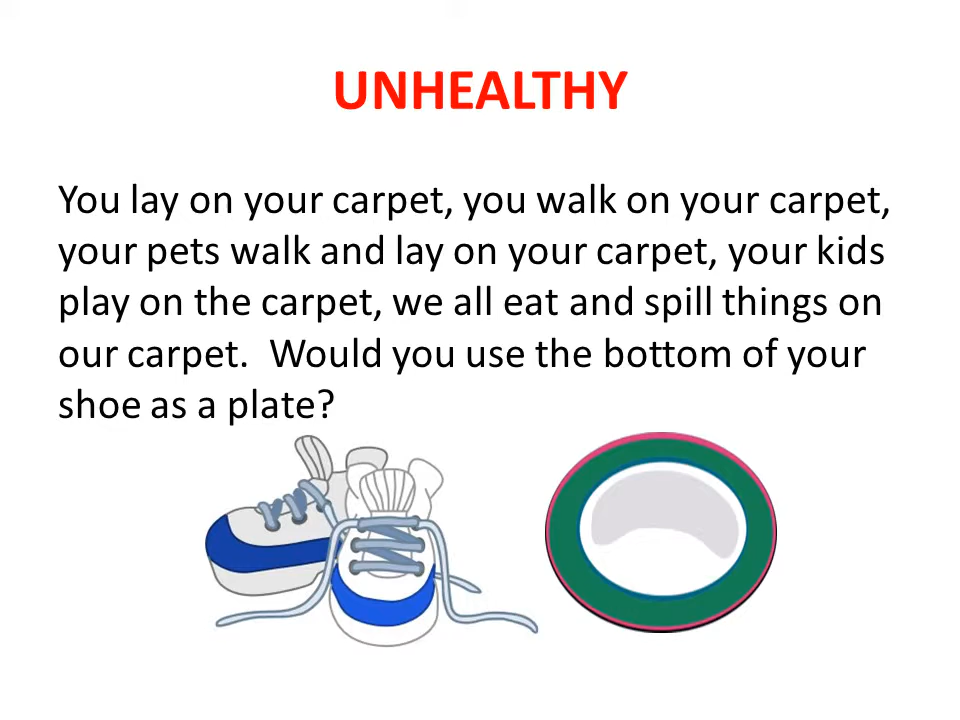 UNHEALTHY
You lay on your carpet, you walk on your carpet,
your pets walk and lay on your carpet, your kids
play on the carpet, we all eat and spill things on
our carpet.  Would you use the bottom of your
shoe as a plate?